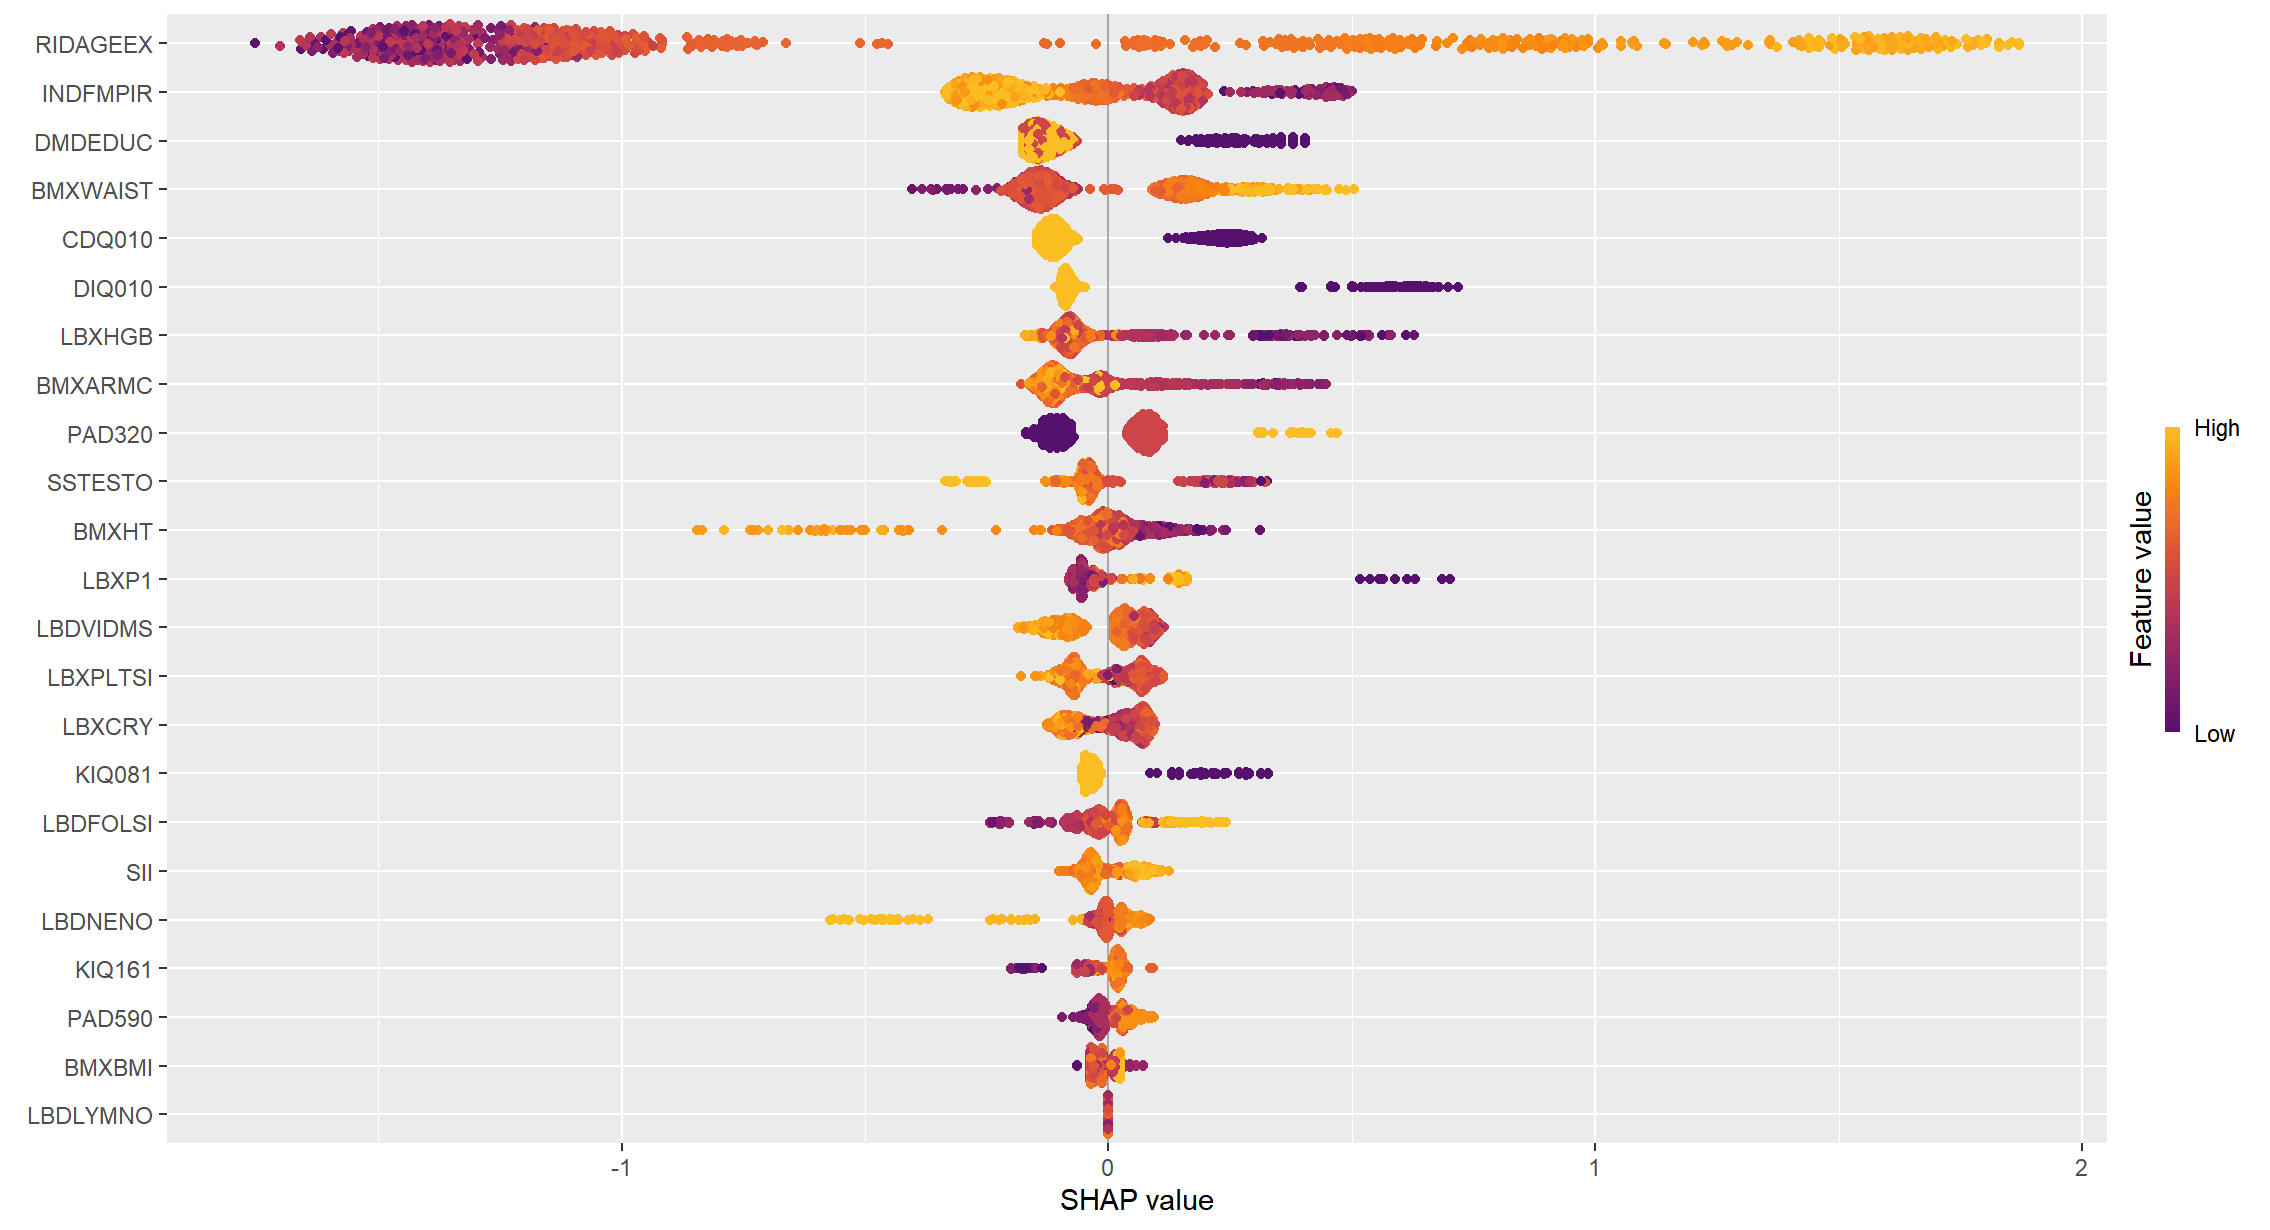 RIDAGEEX
INDFMPIR
DMDEDUC
BMXWAIST
CDQ010
DIQ010
LBXHGB
BMXARMC
PAD320
SSTESTO
BMXHT
LBXP1
LBDVIDMS
LBXPLTSI
LBXCRY
KIQ081
LBDFOLSI
SII
LBDNENO
KIQ161
PAD590
BMXBMI
LBDLYMNO
-1 0 1 2
SHAP value
High
Feature value
Low